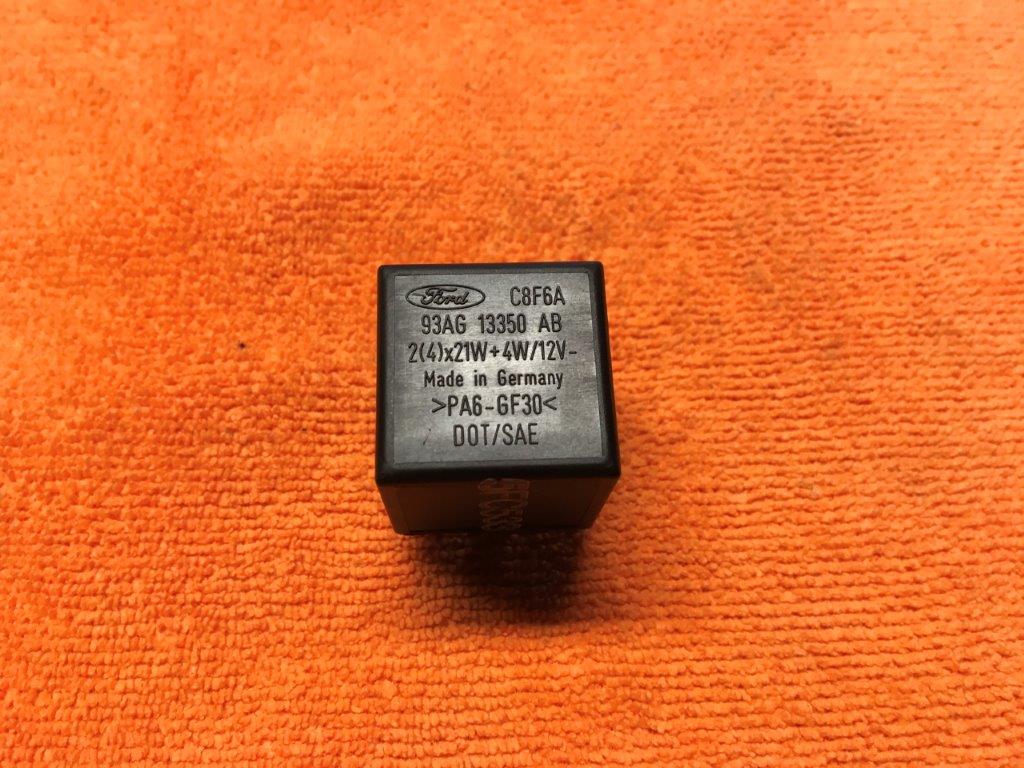 Ford C8F6A
93AG 13350 AB
2(4)x21W+4W/12V-
Made in Germany
>PA6-GF30<
DOT/SAE